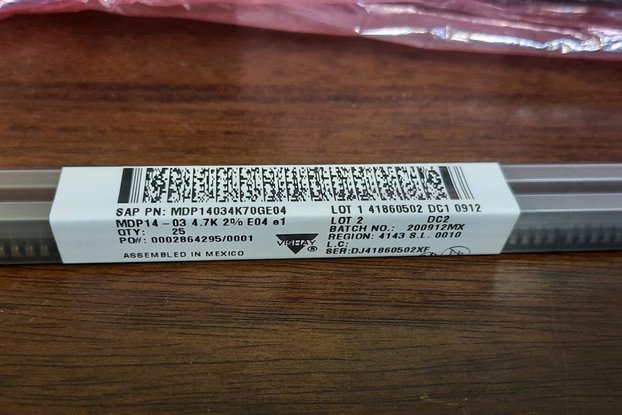 SAP PN: MDP14034K70GE04
MDP14-03 4.7K 2% E04 e1
QTY: 25
PO#: 0002864295/0001
ASSEMBLED IN MEXICO
VISHAY
®
LOT 1 41860502 DC1 0912
LOT 2 DC2
BATCH NO.: 200912MX
REGION: 4143 S.L. 0010
L.C:
SER:DJ41860502XF